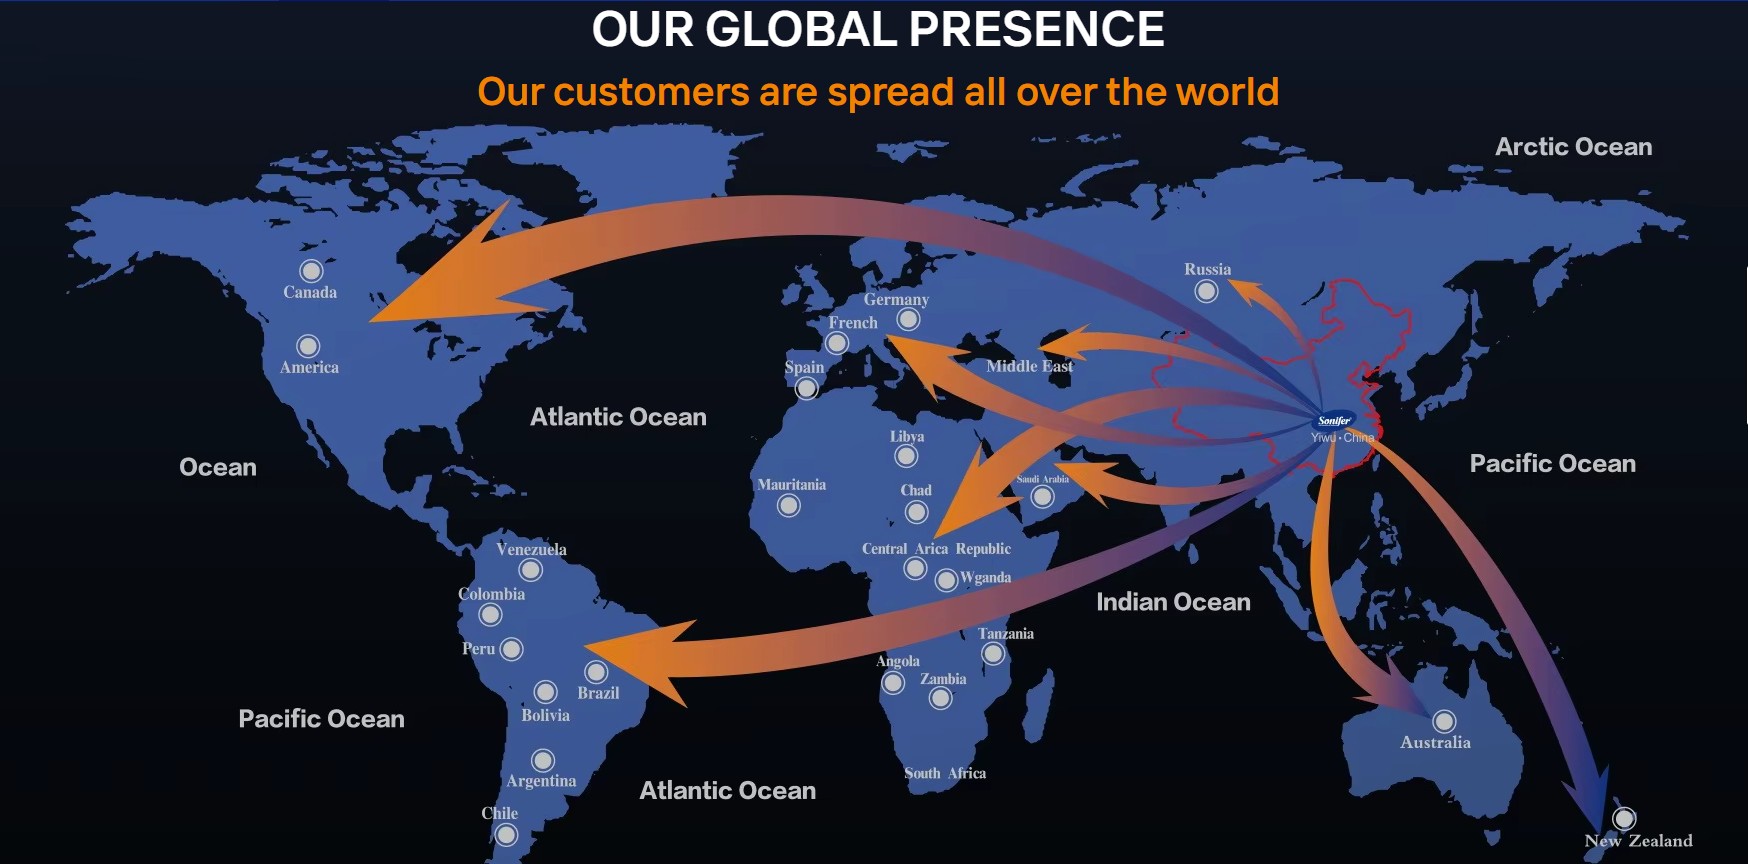 OUR GLOBAL PRESENCE
Our customers are spread all over the world
Arctic Ocean
Russia
Canada
Germany
French
America
Middle East
Spain
Atlantic Ocean
Sonifer
Yiwu·China
Libya
Ocean
Pacific Ocean
Saudi Arabia
Mauritania
Chad
Venezuela
Central Arica Republic
Wganda
Colombia
Indian Ocean
Tanzania
Peru
Angola
Zambia
Brazil
Bolivia
Pacific Ocean
Australia
South Africa
Argentina
Atlantic Ocean
Chile
New Zealand